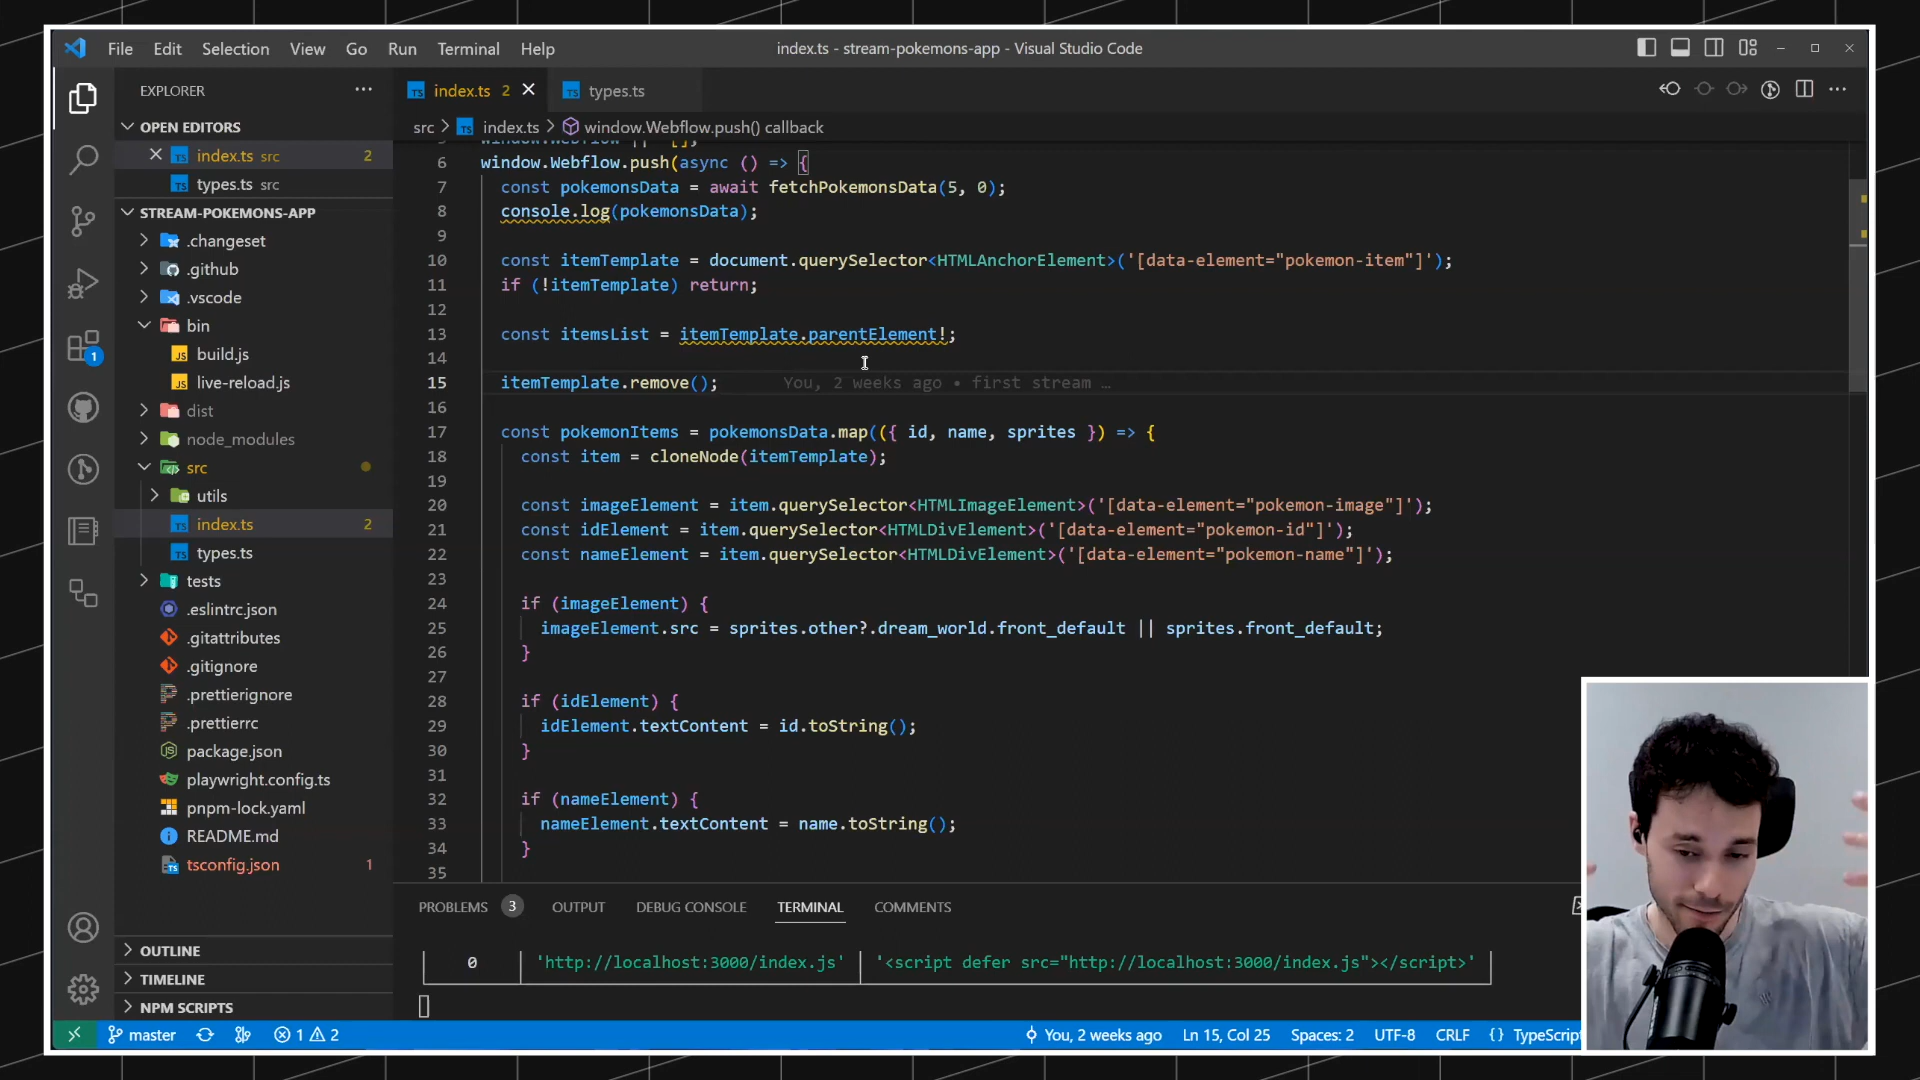 File Edit Selection View Go Run Terminal Help
index.ts - stream-pokemons-app - Visual Studio Code
EXPLORER
OPEN EDITORS
index.ts src 2
types.ts src
STREAM-POKEMONS-APP
.changeset
.github
.vscode
bin
build.js
live-reload.js
dist
node_modules
src
utils
index.ts 2
types.ts
tests
.eslintrc.json
.gitattributes
.gitignore
.prettierignore
.prettierrc
package.json
playwright.config.ts
pnpm-lock.yaml
README.md
tsconfig.json 1
OUTLINE
TIMELINE
NPM SCRIPTS
1
index.ts 2 types.ts
src > index.ts > window.Webflow.push() callback
6 window.Webflow.push(async () => {
7 const pokemonsData = await fetchPokemonsData(5, 0);
8 console.log(pokemonsData);
9
10 const itemTemplate = document.querySelector<HTMLAnchorElement>('[data-element="pokemon-item"]');
11 if (!itemTemplate) return;
12
13 const itemsList = itemTemplate.parentElement!;
14
15 itemTemplate.remove(); You, 2 weeks ago • first stream …
16
17 const pokemonItems = pokemonsData.map(({ id, name, sprites }) => {
18 const item = cloneNode(itemTemplate);
19
20 const imageElement = item.querySelector<HTMLImageElement>('[data-element="pokemon-image"]');
21 const idElement = item.querySelector<HTMLDivElement>('[data-element="pokemon-id"]');
22 const nameElement = item.querySelector<HTMLDivElement>('[data-element="pokemon-name"]');
23
24 if (imageElement) {
25 imageElement.src = sprites.other?.dream_world.front_default || sprites.front_default;
26 }
27
28 if (idElement) {
29 idElement.textContent = id.toString();
30 }
31
32 if (nameElement) {
33 nameElement.textContent = name.toString();
34 }
35
PROBLEMS 3 OUTPUT DEBUG CONSOLE TERMINAL COMMENTS
0 'http://localhost:3000/index.js' '<script defer src="http://localhost:3000/index.js"></script>'
master 1 2 You, 2 weeks ago Ln 15, Col 25 Spaces: 2 UTF-8 CRLF {} TypeScript